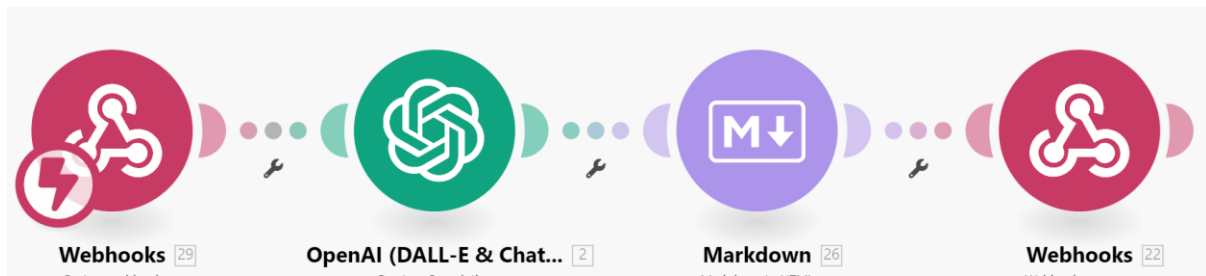 M
Webhooks 29
OpenAI (DALL-E & Chat... 2
Markdown 26
Webhooks 22